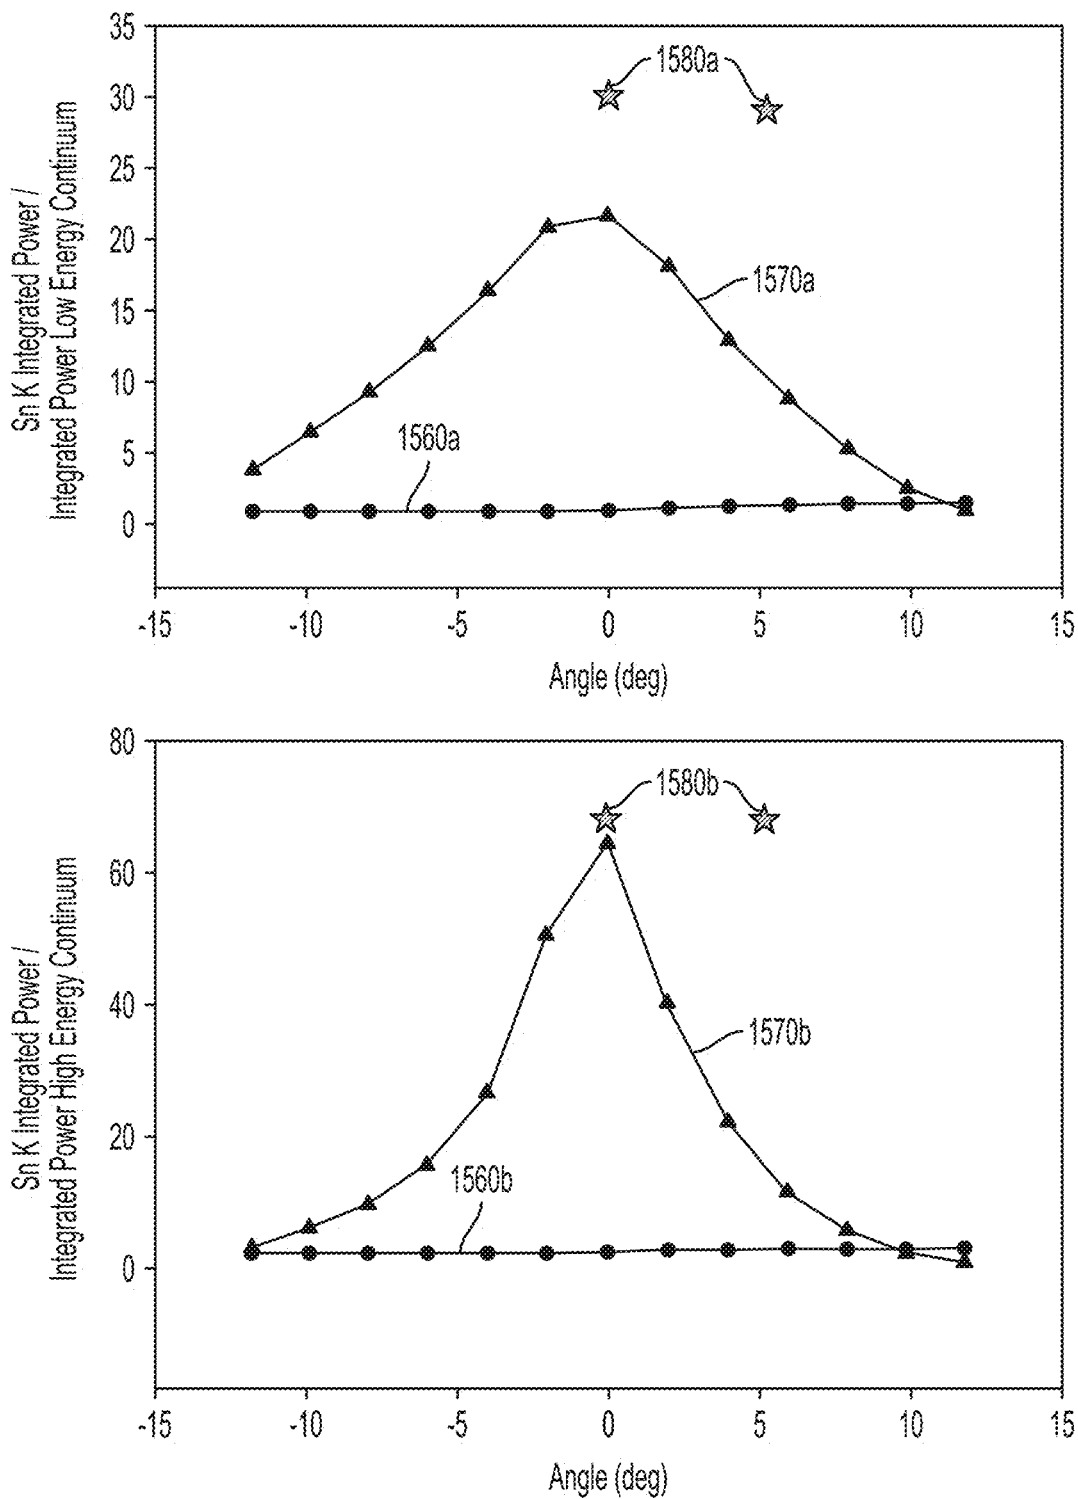 35
30
25
20
15
10
5
0
Sn K Integrated Power /
Integrated Power Low Energy Continuum
1580a
1570a
1560a
-15 -10 -5 0 5 10 15
Angle (deg)
80
60
40
20
0
Sn K Integrated Power /
Integrated Power High Energy Continuum
1580b
1570b
1560b
-15 -10 -5 0 5 10 15
Angle (deg)